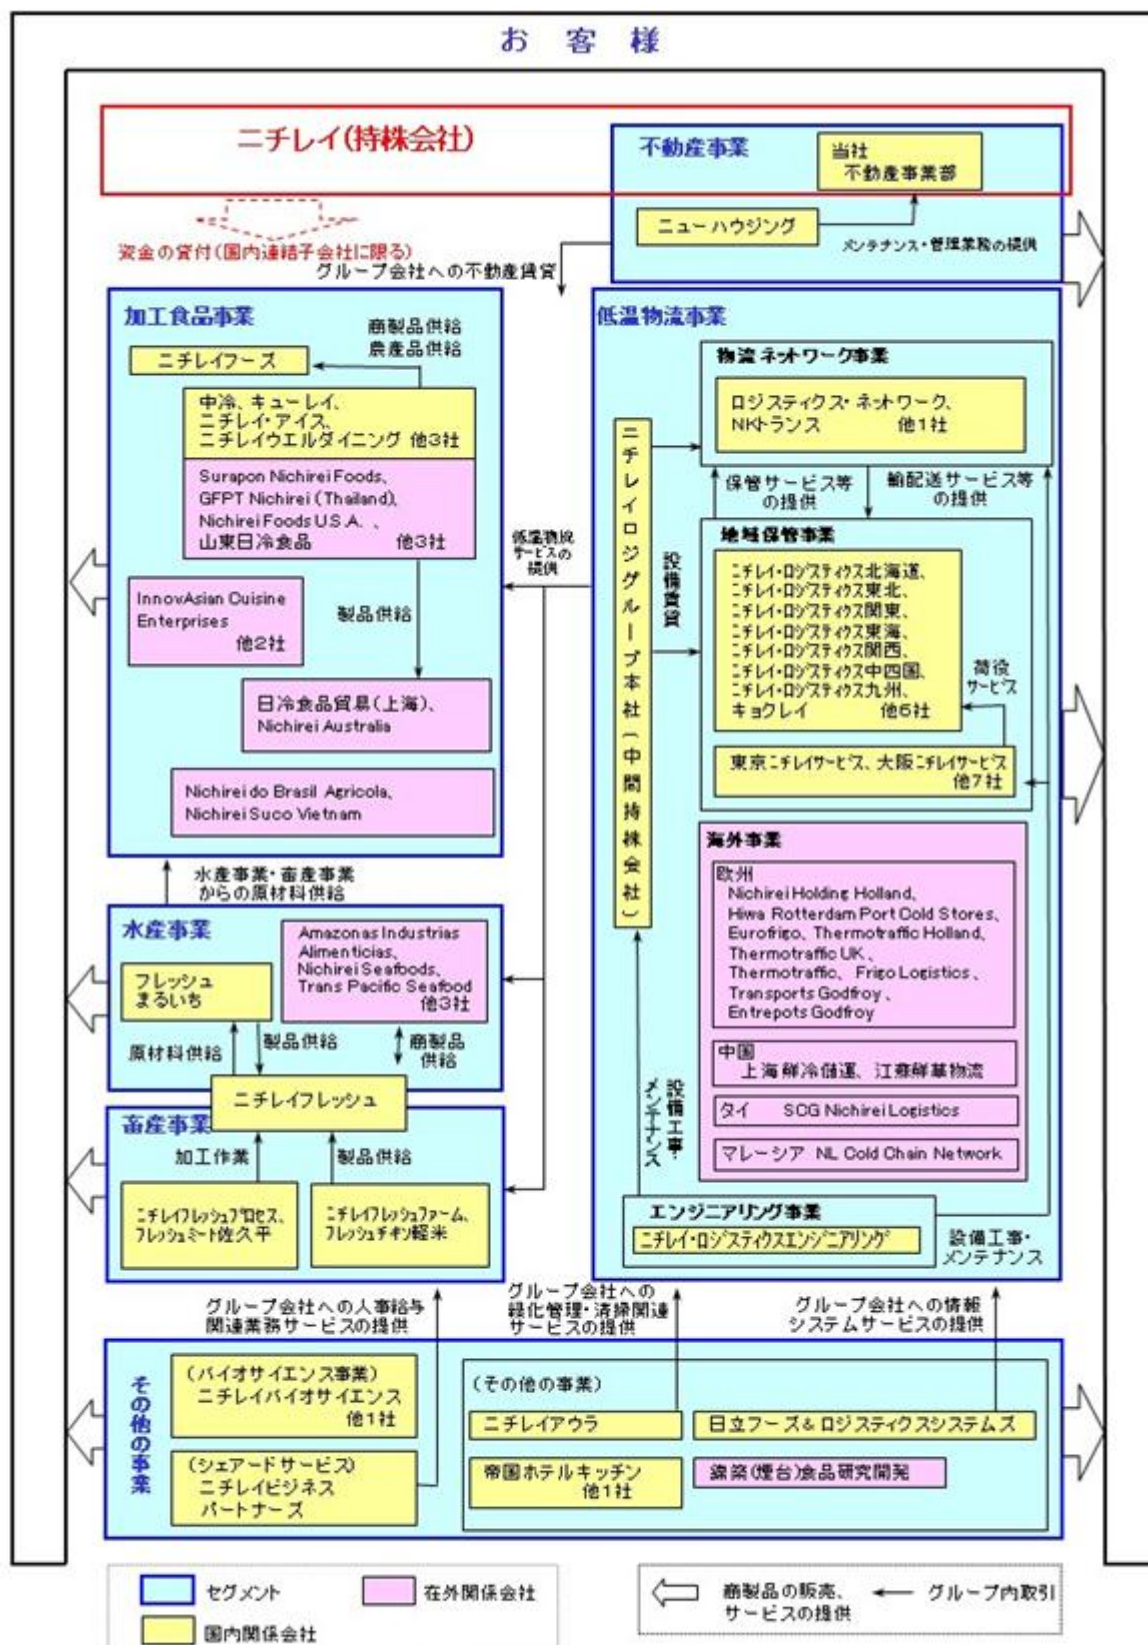 お客様
ニチレイ(持株会社)
不動産事業
当社
不動産事業部
ニューハウジング
メンテナンス・管理業務の提供
資金の貸付(国内連結子会社に限る)
グループ会社への不動産賃貸
加工食品事業
商製品供給
農産品供給
ニチレイフーズ
中冷、キューレイ、
ニチレイ・アイス、
ニチレイウエルダイニング 他3社
Surapon Nichirei Foods、
GFPT Nichirei (Thailand)、
Nichirei Foods U.S.A. 、
山東日冷食品 他3社
InnovAsian Cuisine
Enterprises
他2社
製品供給
日冷食品貿易(上海)、
Nichirei Australia
Nichirei do Brasil Agricola、
Nichirei Suco Vietnam
低温物流
サービスの
提供
低温物流事業
物流ネットワーク事業
ロジスティクス・ネットワーク、
NKトランス 他1社
保管サービス等
の提供
輸配送サービス等
の提供
ニチレイロジグループ本社(中間持株会社)
設備賃貸
地域保管事業
ニチレイ・ロジスティクス北海道、
ニチレイ・ロジスティクス東北、
ニチレイ・ロジスティクス関東、
ニチレイ・ロジスティクス東海、
ニチレイ・ロジスティクス関西、
ニチレイ・ロジスティクス中四国、
ニチレイ・ロジスティクス九州、
キョクレイ 他6社
荷役
サービス
東京ニチレイサービス、大阪ニチレイサービス
他7社
海外事業
欧州
Nichirei Holding Holland、
Hiwa Rotterdam Port Cold Stores、
Eurofrigo、Thermotraffic Holland、
Thermotraffic UK 、
Thermotraffic、 Frigo Logistics 、
Transports Godfroy 、
Entrepots Godfroy
中国
上海鮮冷儲運、江蘇鮮華物流
タイ SCG Nichirei Logistics
マレーシア NL Cold Chain Network
設備工事・
メンテナンス
エンジニアリング事業
ニチレイ・ロジスティクスエンジニアリング
設備工事・
メンテナンス
水産事業・畜産事業
からの原材料供給
水産事業
フレッシュ
まるいち
Amazonas Industrias
Alimenticias、
Nichirei Seafoods、
Trans Pacific Seafood
他3社
原材料供給
製品供給
商製品
供給
ニチレイフレッシュ
畜産事業
加工作業
製品供給
ニチレイフレッシュプロセス、
フレッシュミート佐久平
ニチレイフレッシュファーム、
フレッシュチキン軽米
グループ会社への人事給与
関連業務サービスの提供
グループ会社への
緑化管理・清掃関連
サービスの提供
グループ会社への情報
システムサービスの提供
その他の事業
(バイオサイエンス事業)
ニチレイバイオサイエンス
他1社
(シェアードサービス)
ニチレイビジネス
パートナーズ
(その他の事業)
ニチレイアウラ
日立フーズ&ロジスティクスシステムズ
帝国ホテルキッチン
他1社
(煙台)食品研究開発
セグメント
在外関係会社
国内関係会社
商製品の販売、
サービスの提供
グループ内取引